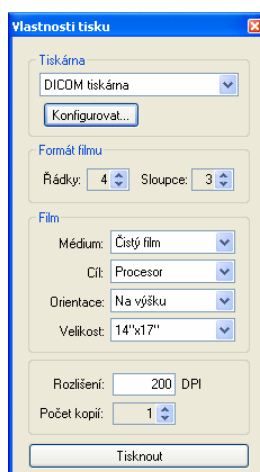 Vlastnosti tisku
Tiskárna
DICOM tiskárna
Konfigurovat...
Formát filmu
Řádky: 4 Sloupce: 3
Film
Médium: Čistý film
Cíl: Procesor
Orientace: Na výšku
Velikost: 14"x17"
Rozlišení: 200 DPI
Počet kopií: 1
Tisknout